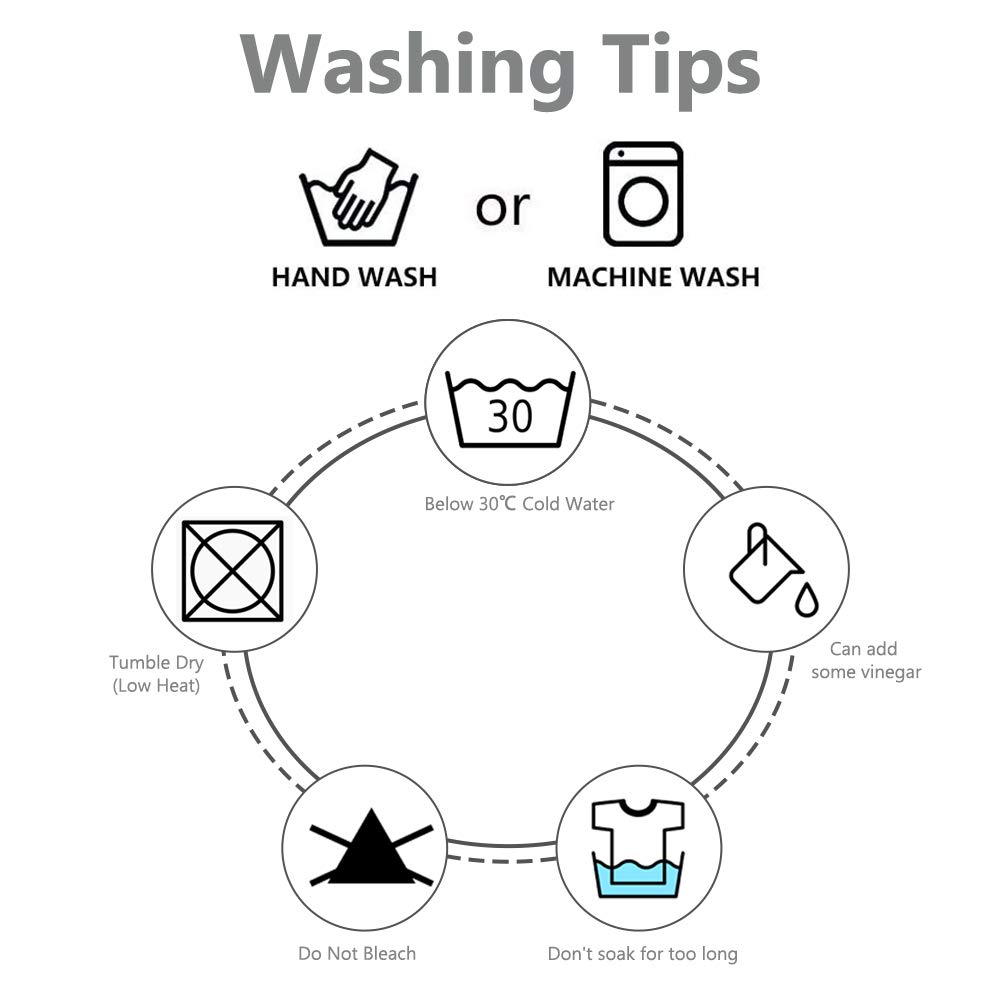 Washing Tips
or
HAND WASH
MACHINE WASH
30
Below 30℃ Cold Water
Tumble Dry
(Low Heat)
Can add
some vinegar
Do Not Bleach
Don't soak for too long